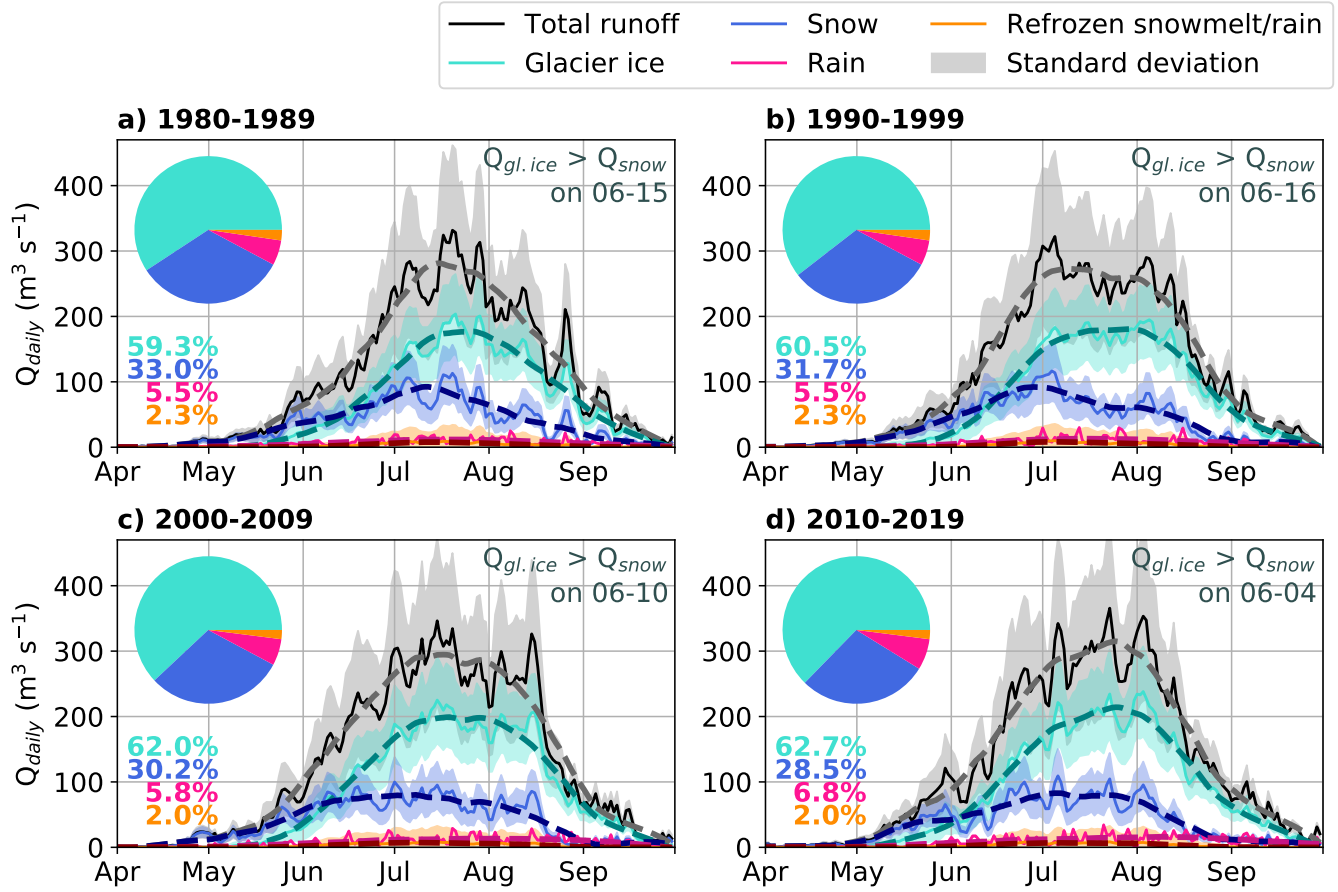 Total runoff Snow Refrozen snowmelt/rain
Glacier ice Rain Standard deviation
a) 1980-1989
Q_gl.ice > Q_snow
on 06-15
400
300
200
100
0
Q_daily (m³ s⁻¹)
59.3%
33.0%
5.5%
2.3%
Apr May Jun Jul Aug Sep
b) 1990-1999
Q_gl.ice > Q_snow
on 06-16
400
300
200
100
0
60.5%
31.7%
5.5%
2.3%
Apr May Jun Jul Aug Sep
c) 2000-2009
Q_gl.ice > Q_snow
on 06-10
400
300
200
100
0
Q_daily (m³ s⁻¹)
62.0%
30.2%
5.8%
2.0%
Apr May Jun Jul Aug Sep
d) 2010-2019
Q_gl.ice > Q_snow
on 06-04
400
300
200
100
0
62.7%
28.5%
6.8%
2.0%
Apr May Jun Jul Aug Sep